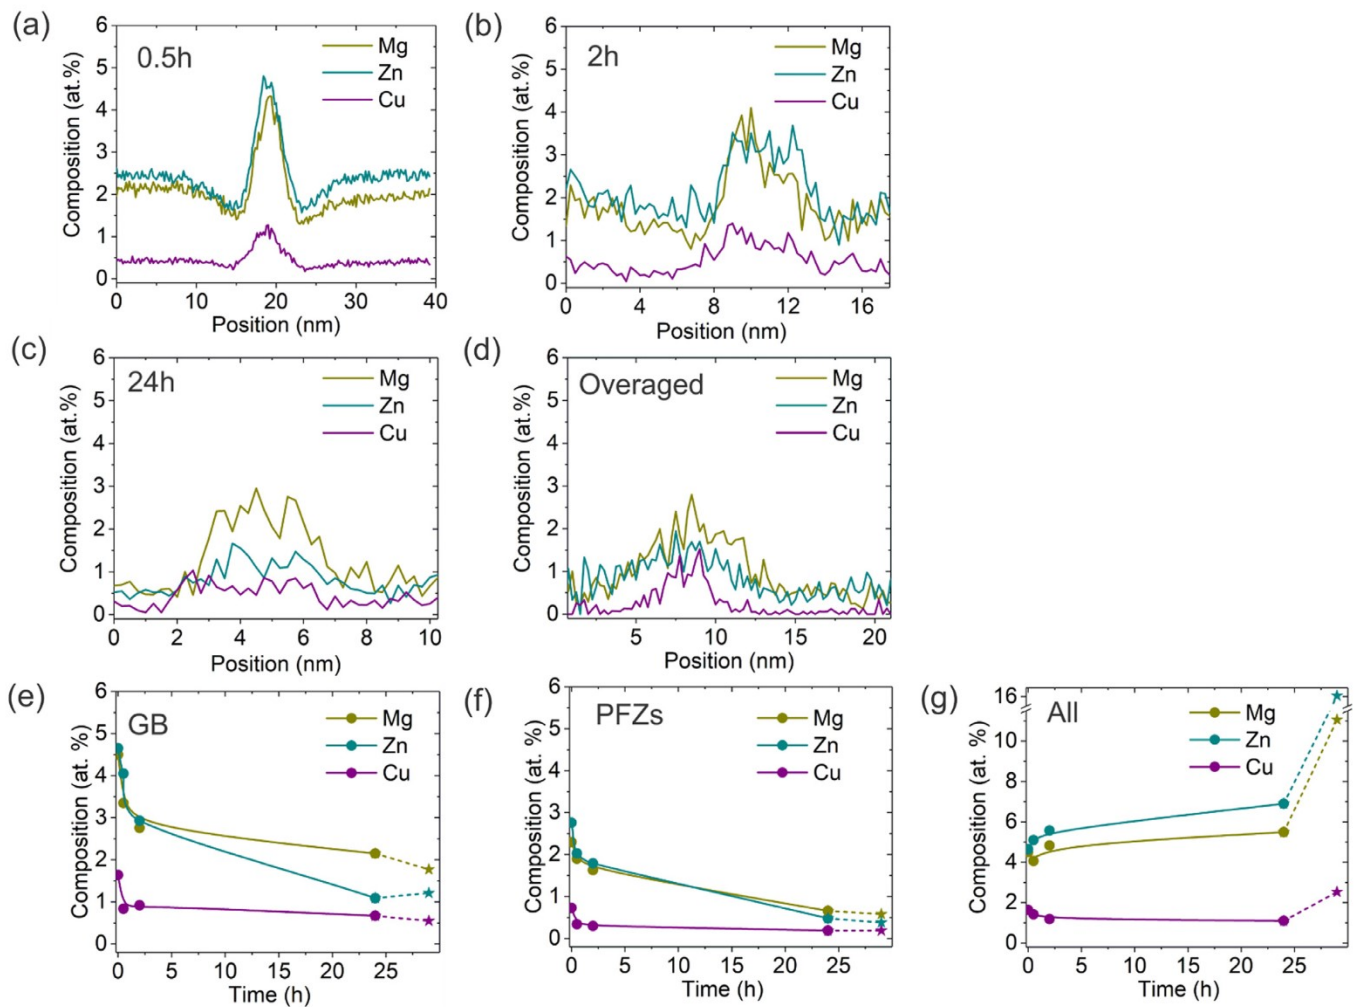 (a)
0.5h
Mg
Zn
Cu
Composition (at.%)
6
5
4
3
2
1
0
0 10 20 30 40
Position (nm)
(b)
2h
Mg
Zn
Cu
Composition (at.%)
6
5
4
3
2
1
0
0 4 8 12 16
Position (nm)
(c)
24h
Mg
Zn
Cu
Composition (at.%)
6
5
4
3
2
1
0
0 2 4 6 8 10
Position (nm)
(d)
Overaged
Mg
Zn
Cu
Composition (at.%)
6
5
4
3
2
1
0
5 10 15 20
Position (nm)
(e)
GB
Mg
Zn
Cu
Composition (at. %)
6
5
4
3
2
1
0
0 5 10 15 20 25
Time (h)
(f)
PFZs
Mg
Zn
Cu
Composition (at. %)
6
5
4
3
2
1
0
0 5 10 15 20 25
Time (h)
(g)
All
Mg
Zn
Cu
Composition (at. %)
16
10
8
6
4
2
0
0 5 10 15 20 25
Time (h)